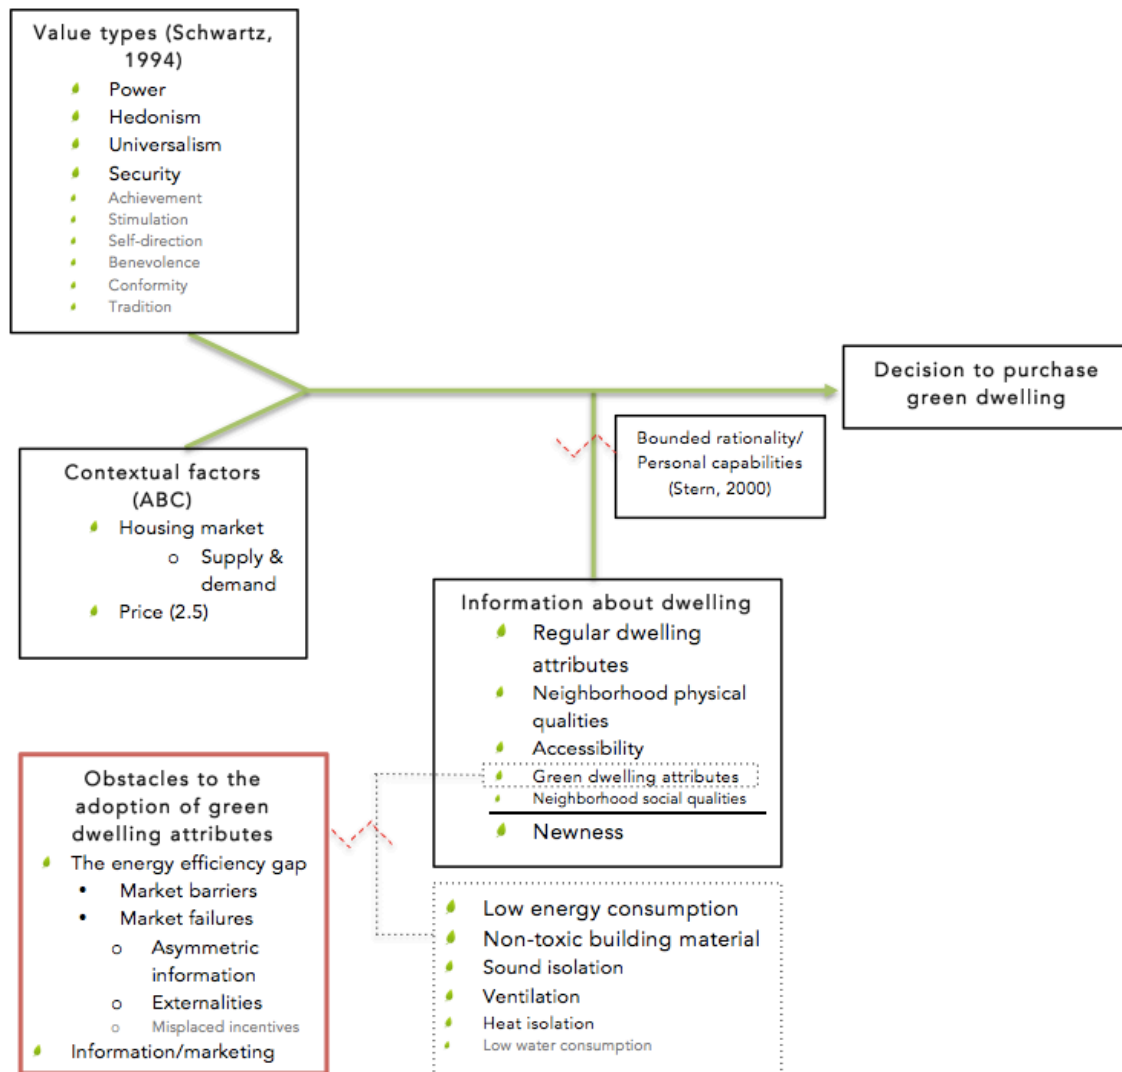 Value types (Schwartz,
1994)
Power
Hedonism
Universalism
Security
Achievement
Stimulation
Self-direction
Benevolence
Conformity
Tradition
Decision to purchase
green dwelling
Bounded rationality/
Personal capabilities
(Stern, 2000)
Contextual factors
(ABC)
Housing market
o Supply &
demand
Price (2.5)
Information about dwelling
Regular dwelling
attributes
Neighborhood physical
qualities
Accessibility
Green dwelling attributes
Neighborhood social qualities
Newness
Obstacles to the
adoption of green
dwelling attributes
The energy efficiency gap
• Market barriers
• Market failures
o Asymmetric
information
o Externalities
o Misplaced incentives
Information/marketing
Low energy consumption
Non-toxic building material
Sound isolation
Ventilation
Heat isolation
Low water consumption